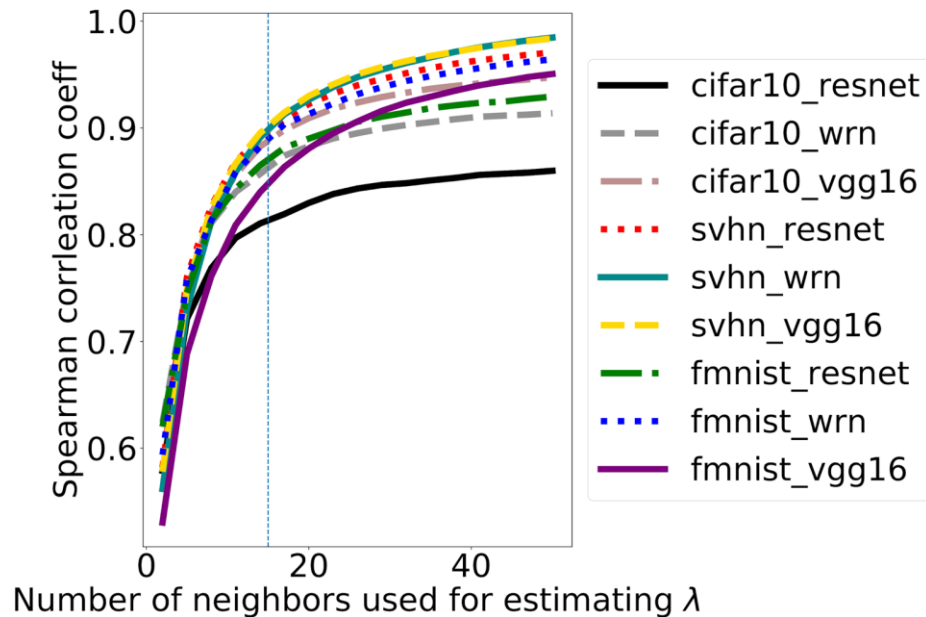 Spearman corrleation coeff
1.0
0.9
0.8
0.7
0.6
0
20
40
Number of neighbors used for estimating λ
cifar10_resnet
cifar10_wrn
cifar10_vgg16
svhn_resnet
svhn_wrn
svhn_vgg16
fmnist_resnet
fmnist_wrn
fmnist_vgg16